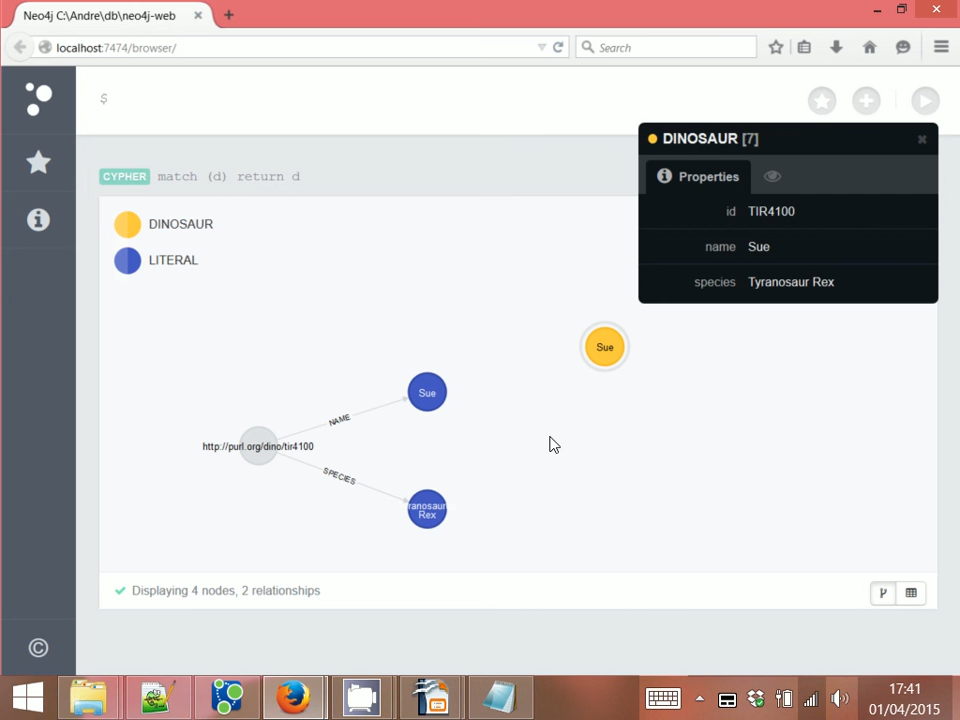 Neo4j C:\Andre\db\neo4j-web
localhost:7474/browser/
Search
$
DINOSAUR [7]
Properties
id TIR4100
name Sue
species Tyranosaur Rex
CYPHER match (d) return d
DINOSAUR
LITERAL
Sue
Sue
NAME
http://purl.org/dino/tir4100
SPECIES
ranosaur
Rex
Displaying 4 nodes, 2 relationships
©
17:41
01/04/2015